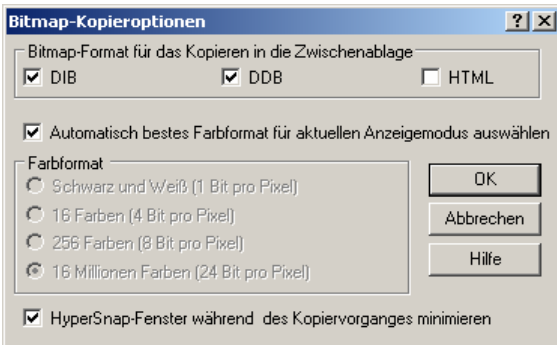 Bitmap-Kopieroptionen
Bitmap-Format für das Kopieren in die Zwischenablage
DIB DDB HTML
Automatisch bestes Farbformat für aktuellen Anzeigemodus auswählen
Farbformat
Schwarz und Weiß (1 Bit pro Pixel)
16 Farben (4 Bit pro Pixel)
256 Farben (8 Bit pro Pixel)
16 Millionen Farben (24 Bit pro Pixel)
OK
Abbrechen
Hilfe
HyperSnap-Fenster während des Kopiervorganges minimieren